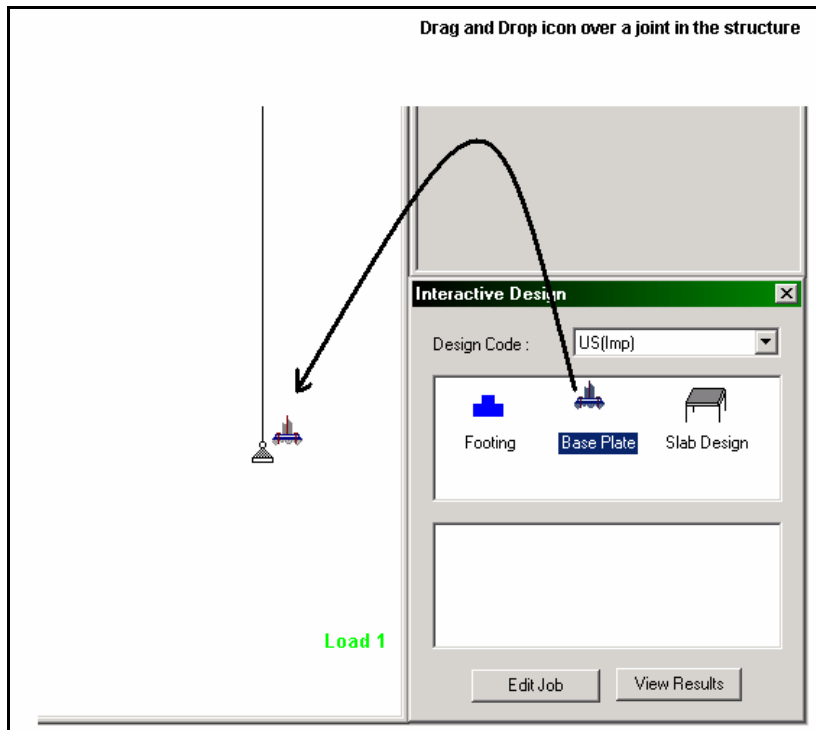 Drag and Drop icon over a joint in the structure
Interactive Design
Design Code :
US(Imp)
Footing
Base Plate
Slab Design
Load 1
Edit Job
View Results